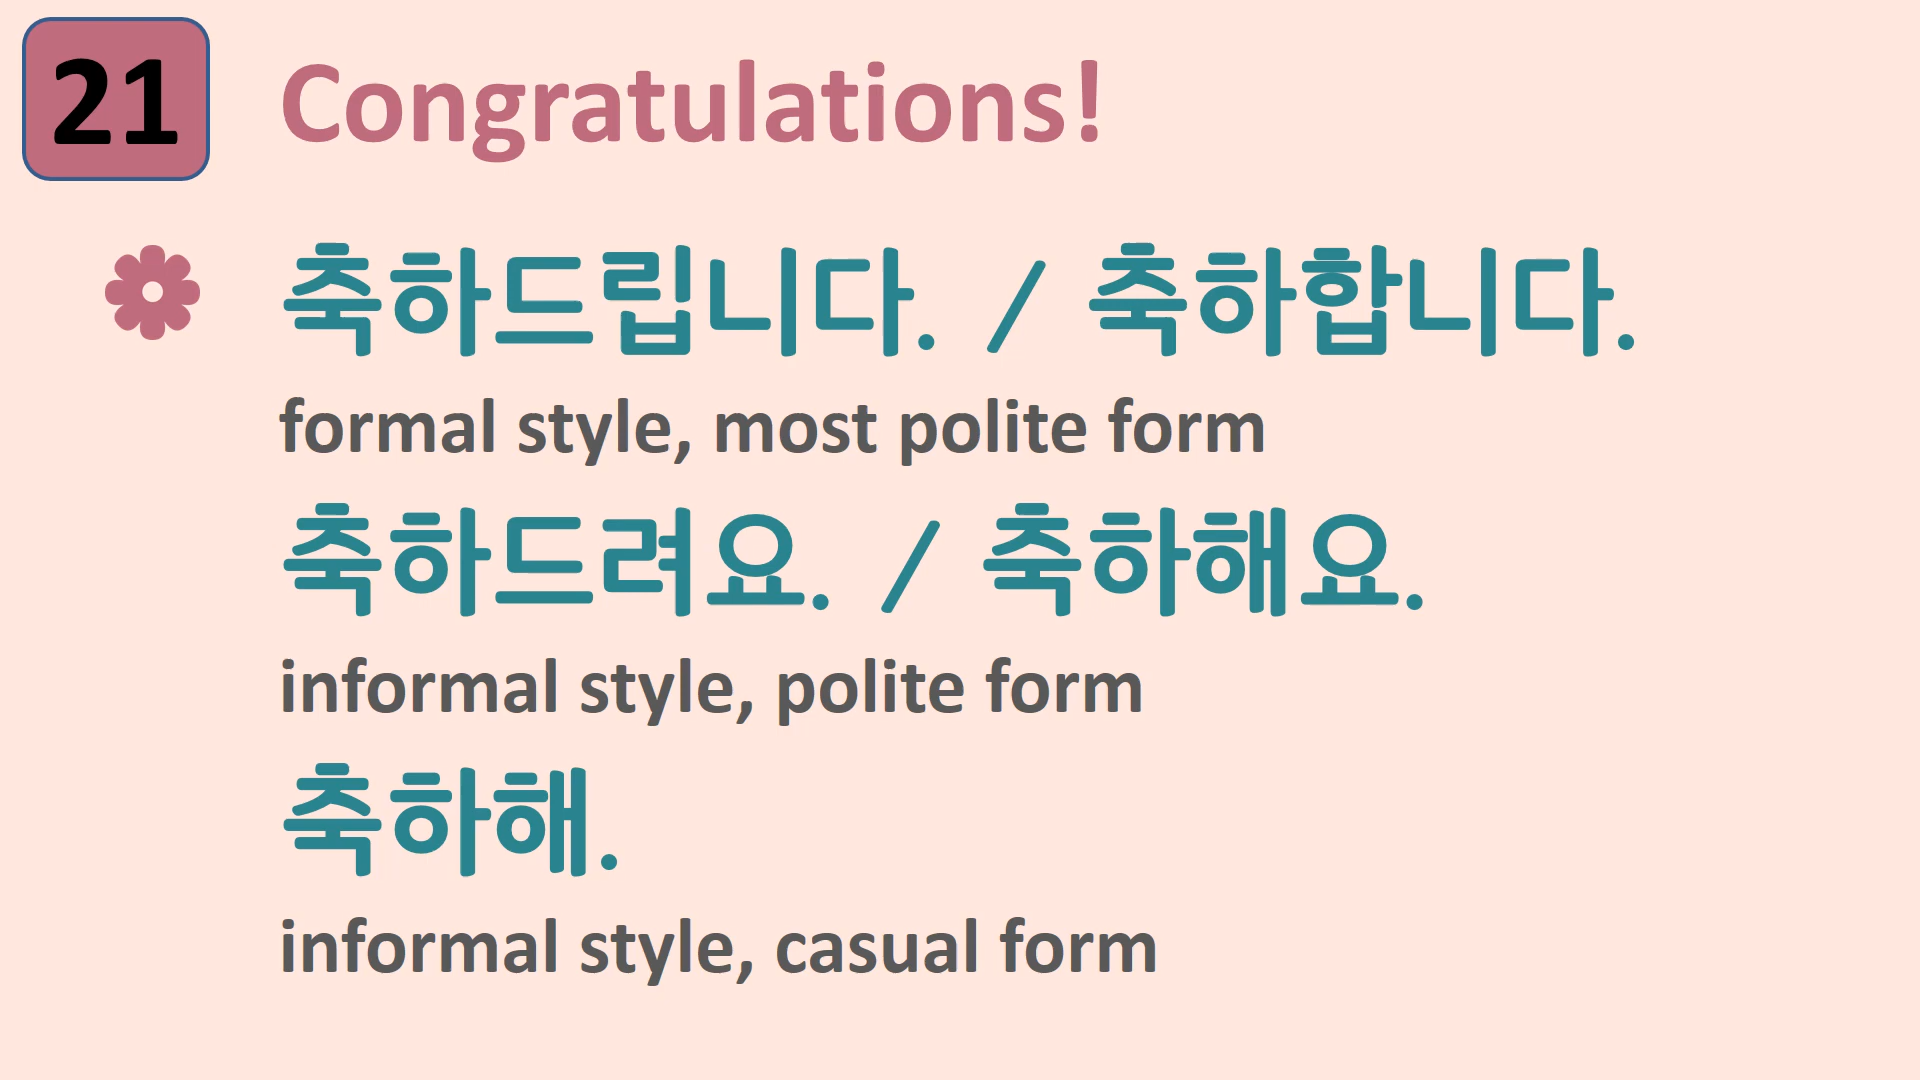 21
Congratulations!
축하드립니다. / 축하합니다.
formal style, most polite form
축하드려요. / 축하해요.
informal style, polite form
축하해.
informal style, casual form